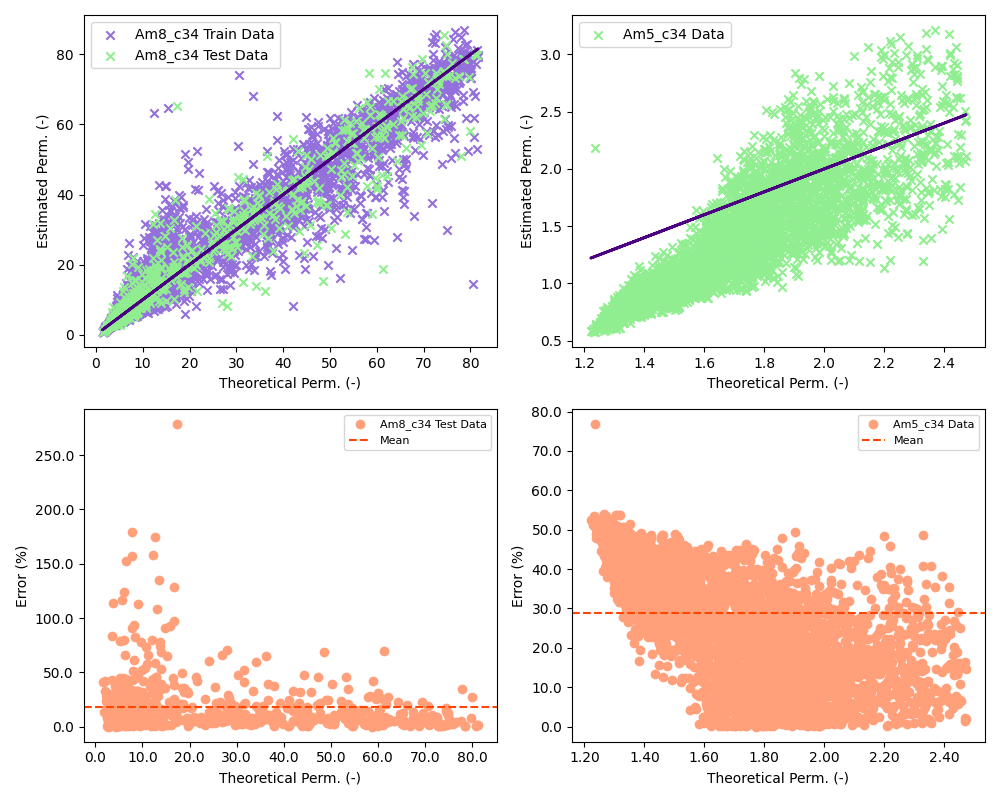 Am8_c34 Train Data
Am8_c34 Test Data
Estimated Perm. (-)
80
60
40
20
0
0 10 20 30 40 50 60 70 80
Theoretical Perm. (-)
Am5_c34 Data
Estimated Perm. (-)
3.0
2.5
2.0
1.5
1.0
0.5
1.2 1.4 1.6 1.8 2.0 2.2 2.4
Theoretical Perm. (-)
Am8_c34 Test Data
Mean
Error (%)
250.0
200.0
150.0
100.0
50.0
0.0
0.0 10.0 20.0 30.0 40.0 50.0 60.0 70.0 80.0
Theoretical Perm. (-)
Am5_c34 Data
Mean
Error (%)
80.0
70.0
60.0
50.0
40.0
30.0
20.0
10.0
0.0
1.20 1.40 1.60 1.80 2.00 2.20 2.40
Theoretical Perm. (-)